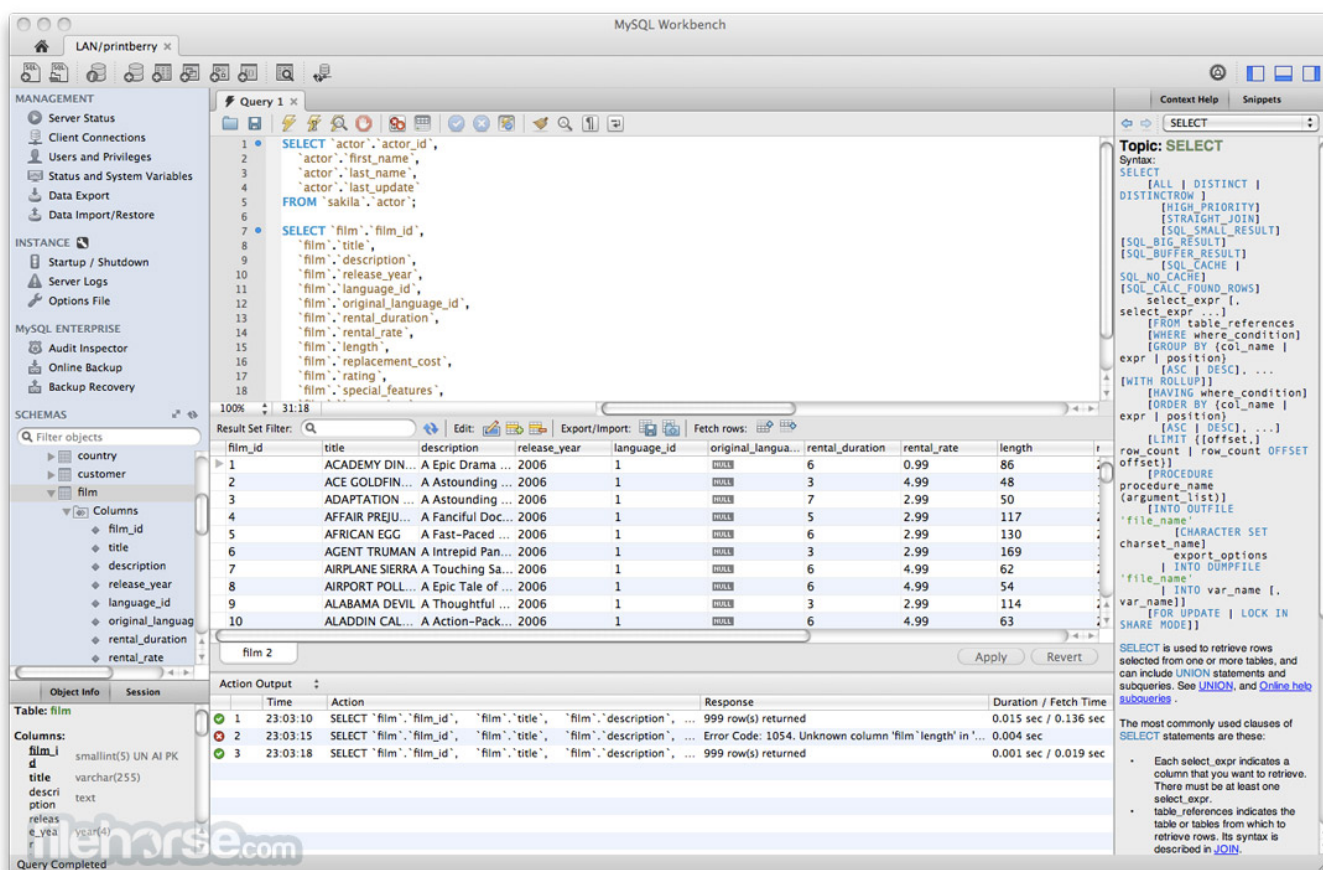 MySQL Workbench
LAN/printberry
MANAGEMENT
Server Status
Client Connections
Users and Privileges
Status and System Variables
Data Export
Data Import/Restore
INSTANCE
Startup / Shutdown
Server Logs
Options File
MySQL ENTERPRISE
Audit Inspector
Online Backup
Backup Recovery
SCHEMAS
Filter objects
country
customer
film
Columns
film_id
title
description
release_year
language_id
original_languag
rental_duration
rental_rate
Object Info Session
Table: film
Columns:
film_i
d smallint(5) UN AI PK
title varchar(255)
descri
ption text
releas
e_yea year(4)
r
filehorse.com
Query Completed
Query 1
1 SELECT `actor`.`actor_id`,
2 `actor`.`first_name`,
3 `actor`.`last_name`,
4 `actor`.`last_update`
5 FROM `sakila`.`actor`;
6
7 SELECT `film`.`film_id`,
8 `film`.`title`,
9 `film`.`description`,
10 `film`.`release_year`,
11 `film`.`language_id`,
12 `film`.`original_language_id`,
13 `film`.`rental_duration`,
14 `film`.`rental_rate`,
15 `film`.`length`,
16 `film`.`replacement_cost`,
17 `film`.`rating`,
18 `film`.`special_features`,
100% 31:18
Result Set Filter: Edit: Export/Import: Fetch rows:
film_id title description release_year language_id original_langua... rental_duration rental_rate length
1 ACADEMY DIN... A Epic Drama ... 2006 1 NULL 6 0.99 86
2 ACE GOLDFIN... A Astounding ... 2006 1 NULL 3 4.99 48
3 ADAPTATION ... A Astounding ... 2006 1 NULL 7 2.99 50
4 AFFAIR PREJU... A Fanciful Doc... 2006 1 NULL 5 2.99 117
5 AFRICAN EGG A Fast-Paced ... 2006 1 NULL 6 2.99 130
6 AGENT TRUMAN A Intrepid Pan... 2006 1 NULL 3 2.99 169
7 AIRPLANE SIERRA A Touching Sa... 2006 1 NULL 6 4.99 62
8 AIRPORT POLL... A Epic Tale of ... 2006 1 NULL 6 4.99 54
9 ALABAMA DEVIL A Thoughtful ... 2006 1 NULL 3 2.99 114
10 ALADDIN CAL... A Action-Pack... 2006 1 NULL 6 4.99 63
film 2 Apply Revert
Action Output
Time Action Response Duration / Fetch Time
1 23:03:10 SELECT `film`.`film_id`, `film`.`title`, `film`.`description`, ... 999 row(s) returned 0.015 sec / 0.136 sec
2 23:03:15 SELECT `film`.`film_id`, `film`.`title`, `film`.`description`, ... Error Code: 1054. Unknown column 'film`length' in '... 0.004 sec
3 23:03:18 SELECT `film`.`film_id`, `film`.`title`, `film`.`description`, ... 999 row(s) returned 0.001 sec / 0.019 sec
Context Help Snippets
SELECT
Topic: SELECT
Syntax:
SELECT
[ALL | DISTINCT |
DISTINCTROW ]
[HIGH_PRIORITY]
[STRAIGHT_JOIN]
[SQL_SMALL_RESULT]
[SQL_BIG_RESULT]
[SQL_BUFFER_RESULT]
[SQL_CACHE |
SQL_NO_CACHE]
[SQL_CALC_FOUND_ROWS]
select_expr [,
select_expr ...]
[FROM table_references
[WHERE where_condition]
[GROUP BY {col_name |
expr | position}
[ASC | DESC], ...
[WITH ROLLUP]]
[HAVING where_condition]
[ORDER BY {col_name |
expr | position}
[ASC | DESC], ...]
[LIMIT {[offset,]
row_count | row_count OFFSET
offset}]
[PROCEDURE
procedure_name
(argument_list)]
[INTO OUTFILE
'file_name'
[CHARACTER SET
charset_name]
export_options
| INTO DUMPFILE
'file_name'
| INTO var_name [,
var_name]]
[FOR UPDATE | LOCK IN
SHARE MODE]]
SELECT is used to retrieve rows
selected from one or more tables, and
can include UNION statements and
subqueries. See UNION, and Online help
subqueries .
The most commonly used clauses of
SELECT statements are these:
• Each select_expr indicates a
column that you want to retrieve.
There must be at least one
select_expr.
• table_references indicates the
table or tables from which to
retrieve rows. Its syntax is
described in JOIN.